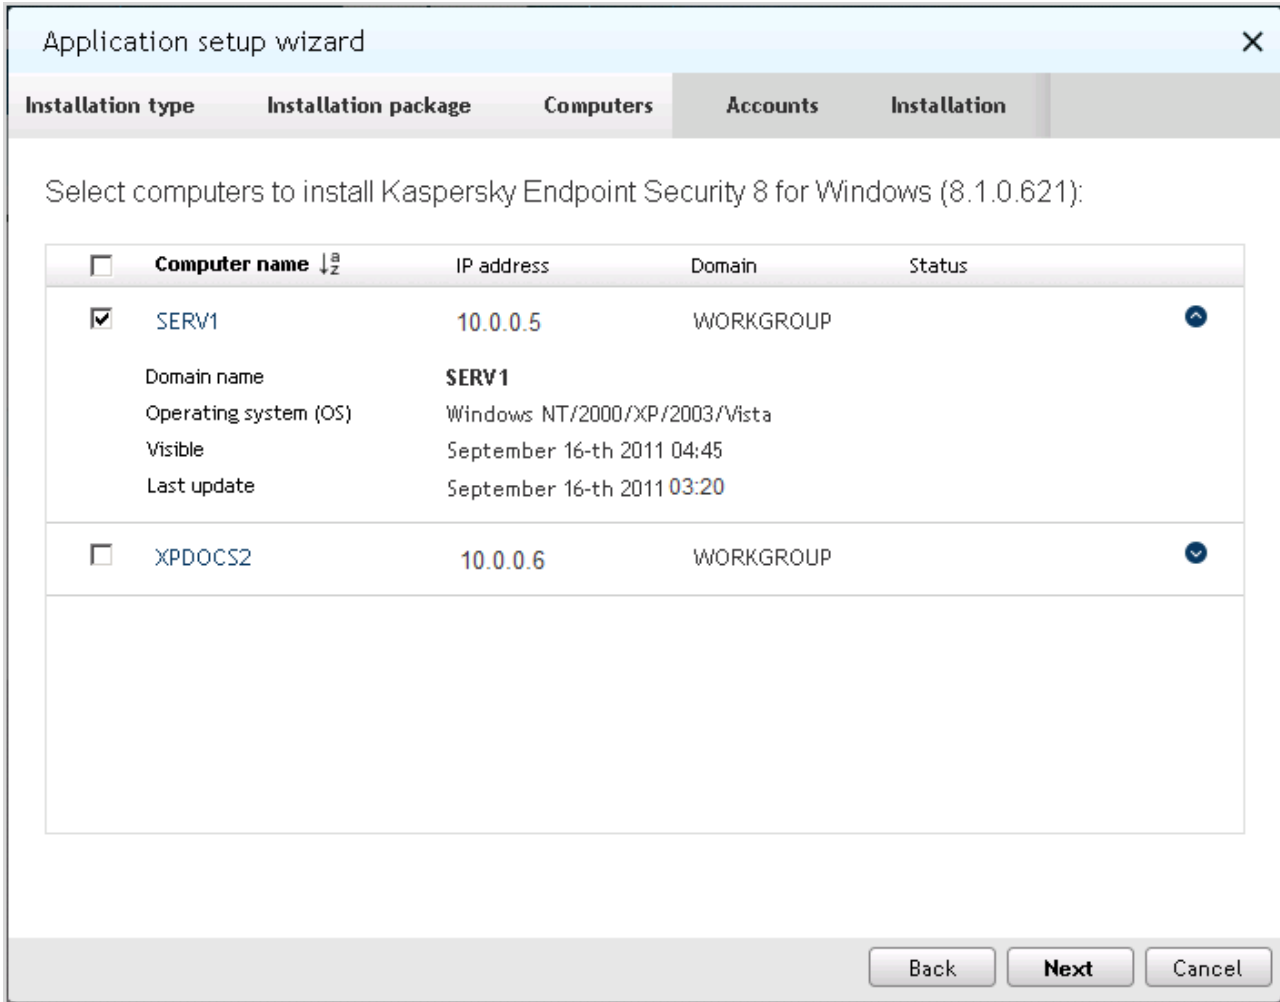 Application setup wizard
Installation type Installation package Computers Accounts Installation
Select computers to install Kaspersky Endpoint Security 8 for Windows (8.1.0.621):
Computer name IP address Domain Status
SERV1 10.0.0.5 WORKGROUP
Domain name SERV1
Operating system (OS) Windows NT/2000/XP/2003/Vista
Visible September 16-th 2011 04:45
Last update September 16-th 2011 03:20
XPDOCS2 10.0.0.6 WORKGROUP
Back Next Cancel